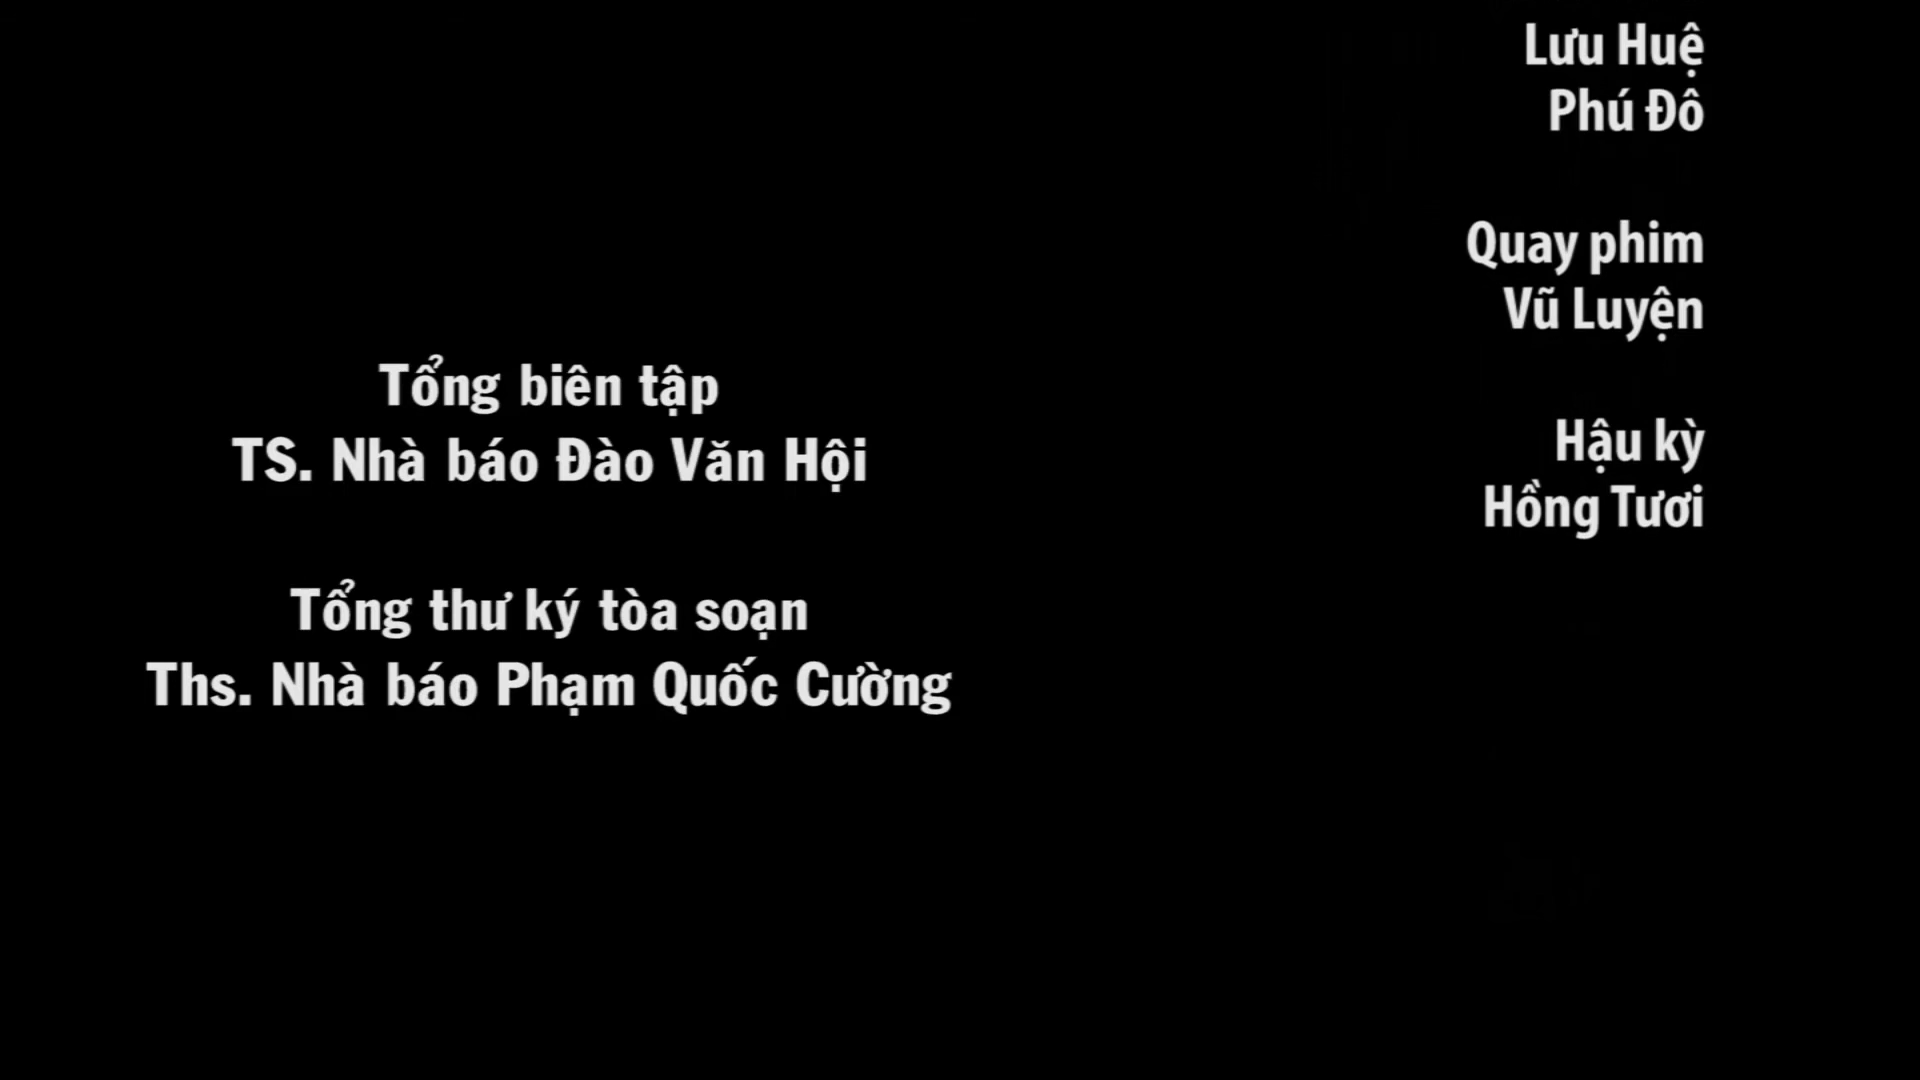 Tổng biên tập
TS. Nhà báo Đào Văn Hội
Tổng thư ký tòa soạn
Ths. Nhà báo Phạm Quốc Cường
Lưu Huệ
Phú Đô
Quay phim
Vũ Luyện
Hậu kỳ
Hồng Tươi